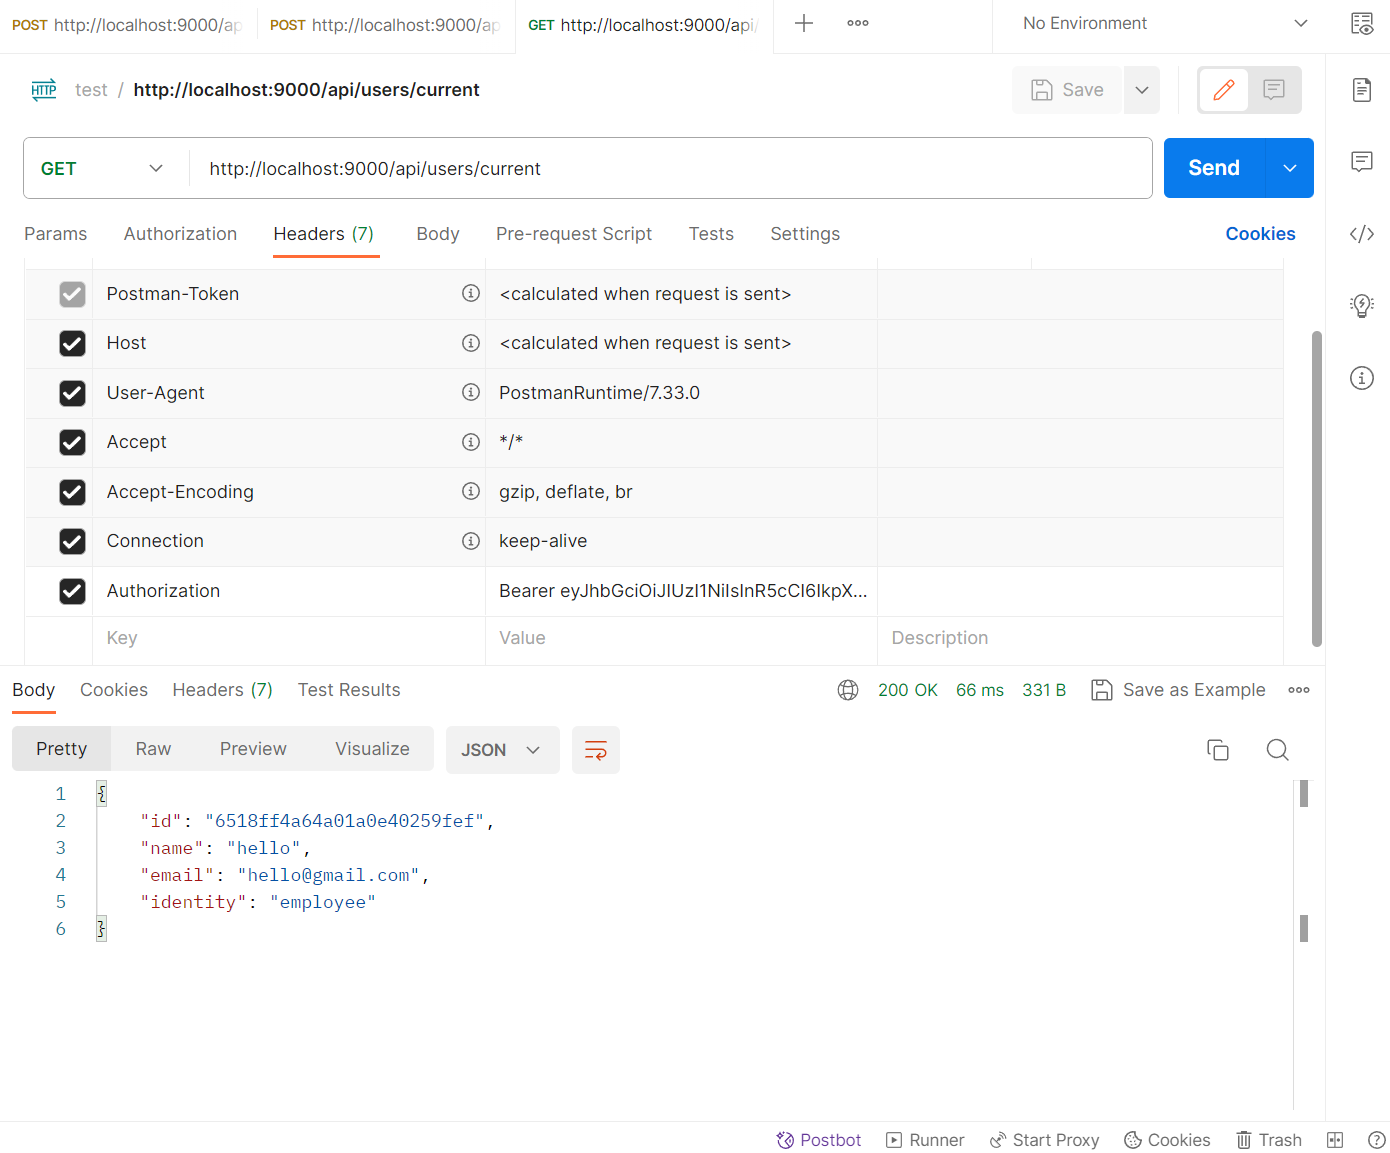 POST http://localhost:9000/ap POST http://localhost:9000/ap GET http://localhost:9000/api/ No Environment
HTTP test / http://localhost:9000/api/users/current Save
GET http://localhost:9000/api/users/current Send
Params Authorization Headers (7) Body Pre-request Script Tests Settings Cookies
Postman-Token <calculated when request is sent>
Host <calculated when request is sent>
User-Agent PostmanRuntime/7.33.0
Accept */*
Accept-Encoding gzip, deflate, br
Connection keep-alive
Authorization Bearer eyJhbGciOiJIUzI1NiIsInR5cCI6IkpX...
Key Value Description
Body Cookies Headers (7) Test Results 200 OK 66 ms 331 B Save as Example
Pretty Raw Preview Visualize JSON
1 {
2 "id": "6518ff4a64a01a0e40259fef",
3 "name": "hello",
4 "email": "hello@gmail.com",
5 "identity": "employee"
6 }
Postbot Runner Start Proxy Cookies Trash